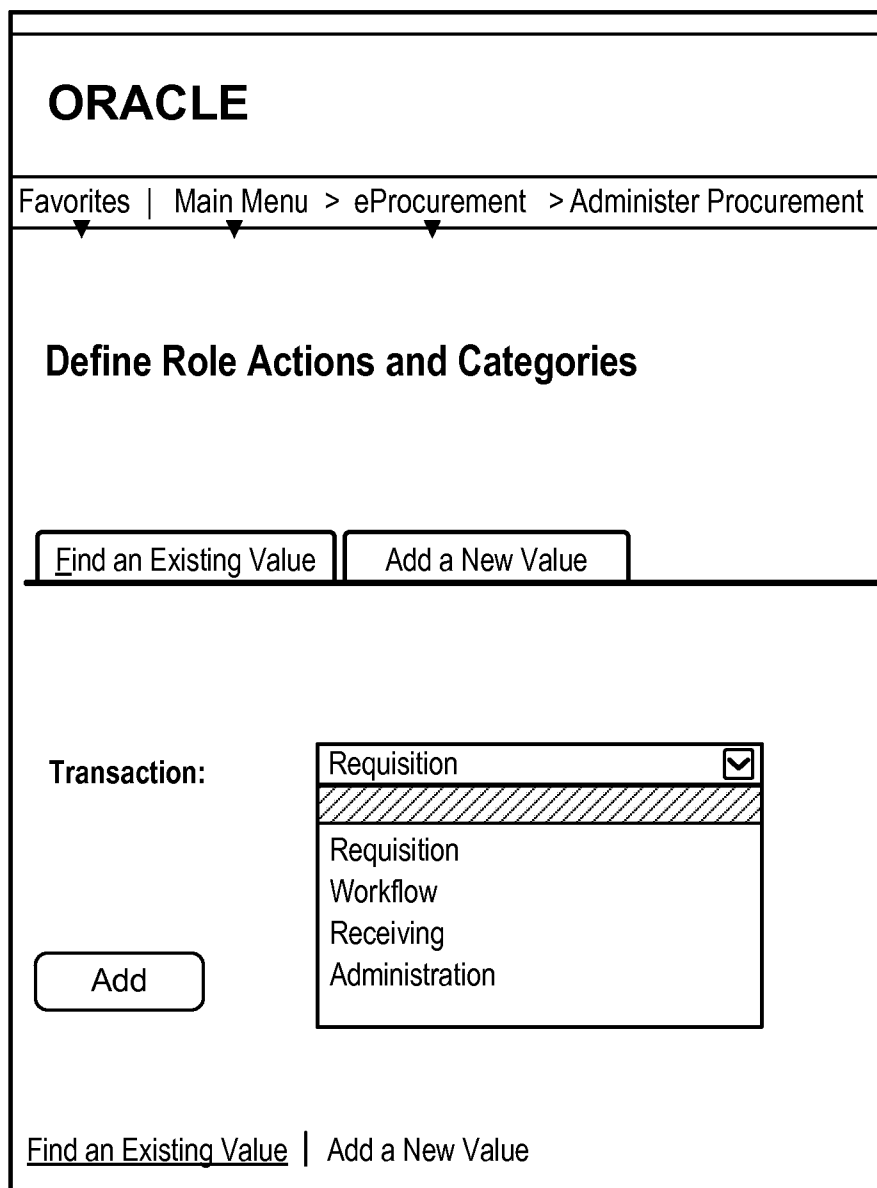 ORACLE
Favorites | Main Menu > eProcurement > Administer Procurement
Define Role Actions and Categories
Find an Existing Value Add a New Value
Transaction: Requisition
Requisition
Workflow
Receiving
Administration
Add
Find an Existing Value | Add a New Value